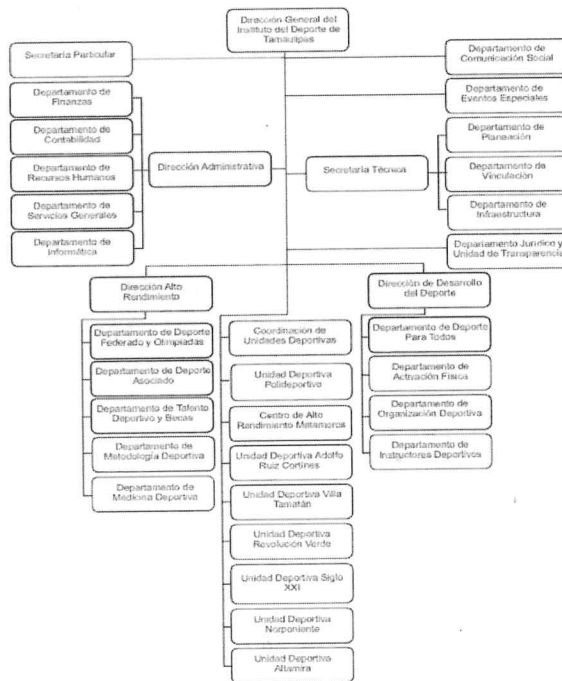 Dirección General del
Instituto del Deporte de
Tamaulipas
Secretaría Particular
Departamento de
Comunicación Social
Departamento de
Finanzas
Departamento de
Eventos Especiales
Departamento de
Contabilidad
Departamento de
Planeación
Dirección Administrativa
Secretaría Técnica
Departamento de
Recursos Humanos
Departamento de
Vinculación
Departamento de
Servicios Generales
Departamento de
Infraestructura
Departamento de
Informática
Departamento Jurídico y
Unidad de Transparencia
Dirección Alto
Rendimiento
Dirección de Desarrollo
del Deporte
Departamento de Deporte
Federado y Olimpiadas
Departamento de Deporte
Asociado
Departamento de Talento
Deportivo y Becas
Departamento de
Metodología Deportiva
Departamento de
Medicina Deportiva
Coordinación de
Unidades Deportivas
Unidad Deportiva
Polideportivo
Centro de Alto
Rendimiento Matamoros
Unidad Deportiva Adolfo
Ruiz Cortines
Unidad Deportiva Villa
Tamatán
Unidad Deportiva
Revolución Verde
Unidad Deportiva Siglo
XXI
Unidad Deportiva
Norponiente
Unidad Deportiva
Altamira
Departamento de Deporte
Para Todos
Departamento de
Activación Física
Departamento de
Organización Deportiva
Departamento de
Instructores Deportivos